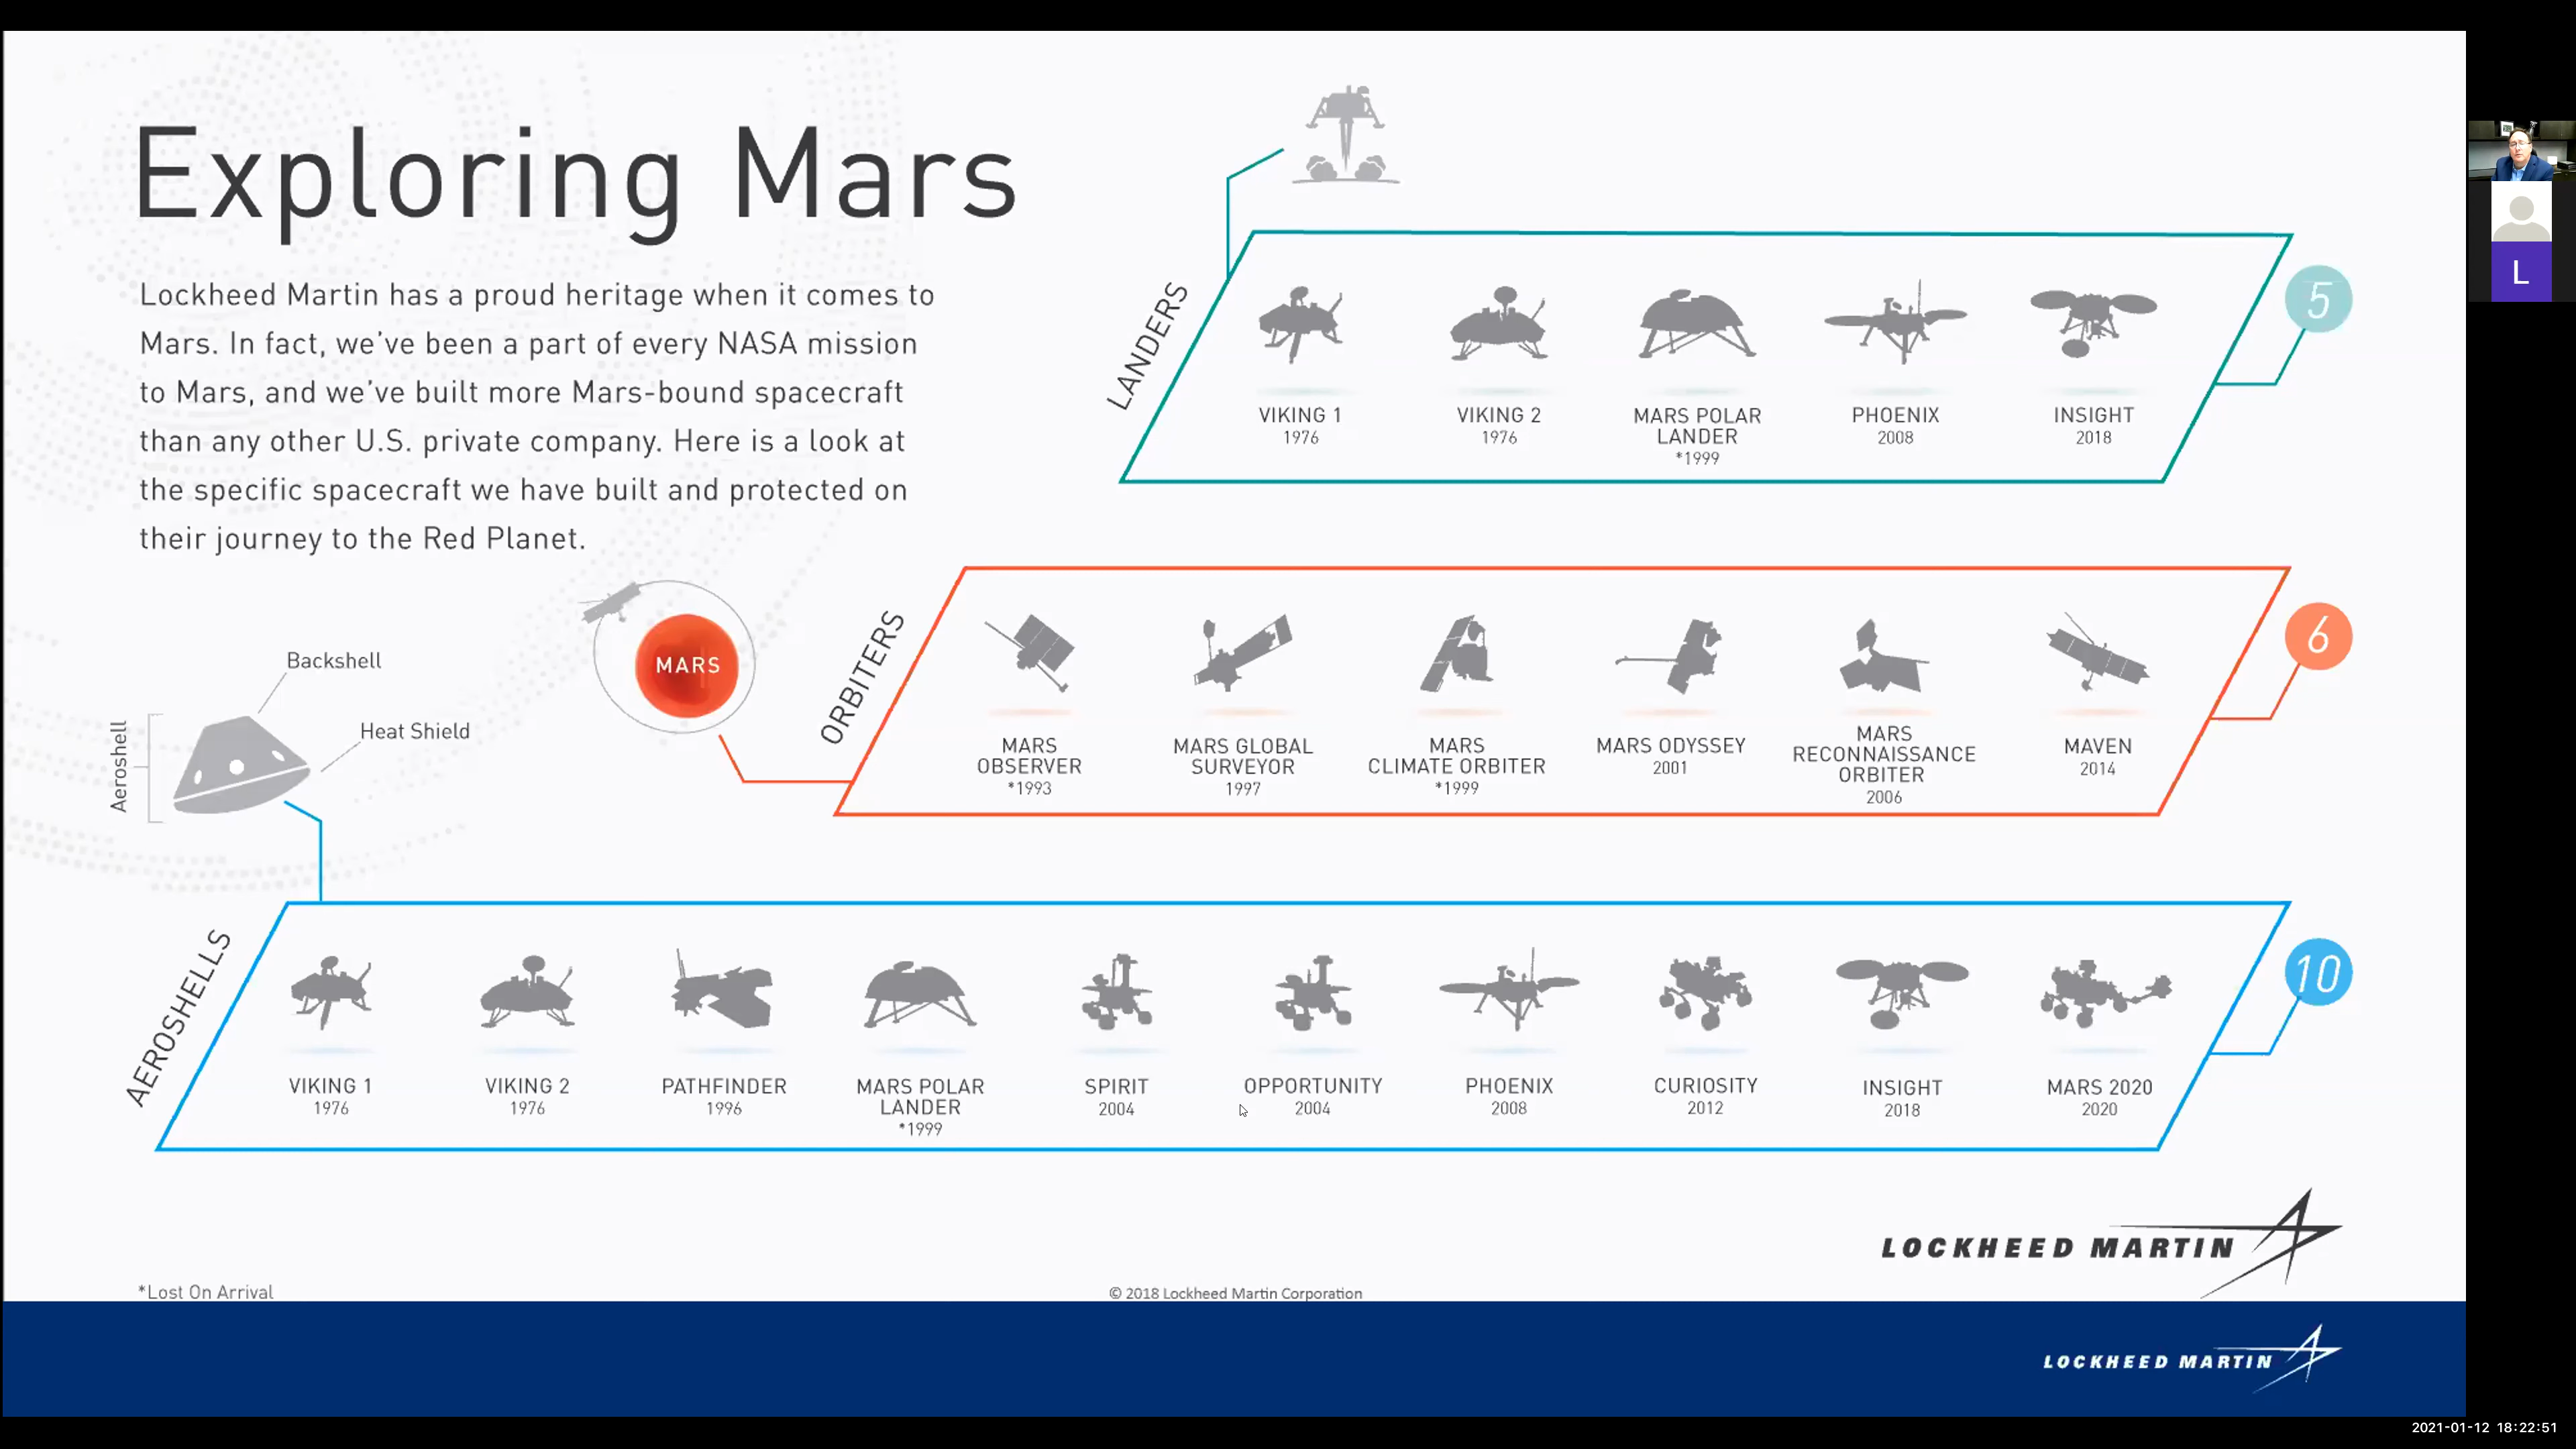 Exploring Mars
Lockheed Martin has a proud heritage when it comes to
Mars. In fact, we've been a part of every NASA mission
to Mars, and we've built more Mars-bound spacecraft
than any other U.S. private company. Here is a look at
the specific spacecraft we have built and protected on
their journey to the Red Planet.
LANDERS
5
VIKING 1
1976
VIKING 2
1976
MARS POLAR
LANDER
*1999
PHOENIX
2008
INSIGHT
2018
MARS
ORBITERS
6
MARS
OBSERVER
*1993
MARS GLOBAL
SURVEYOR
1997
MARS
CLIMATE ORBITER
*1999
MARS ODYSSEY
2001
MARS
RECONNAISSANCE
ORBITER
2006
MAVEN
2014
Backshell
Heat Shield
Aeroshell
AEROSHELLS
10
VIKING 1
1976
VIKING 2
1976
PATHFINDER
1996
MARS POLAR
LANDER
*1999
SPIRIT
2004
OPPORTUNITY
2004
PHOENIX
2008
CURIOSITY
2012
INSIGHT
2018
MARS 2020
2020
LOCKHEED MARTIN
*Lost On Arrival
© 2018 Lockheed Martin Corporation
LOCKHEED MARTIN
L
2021-01-12 18:22:51